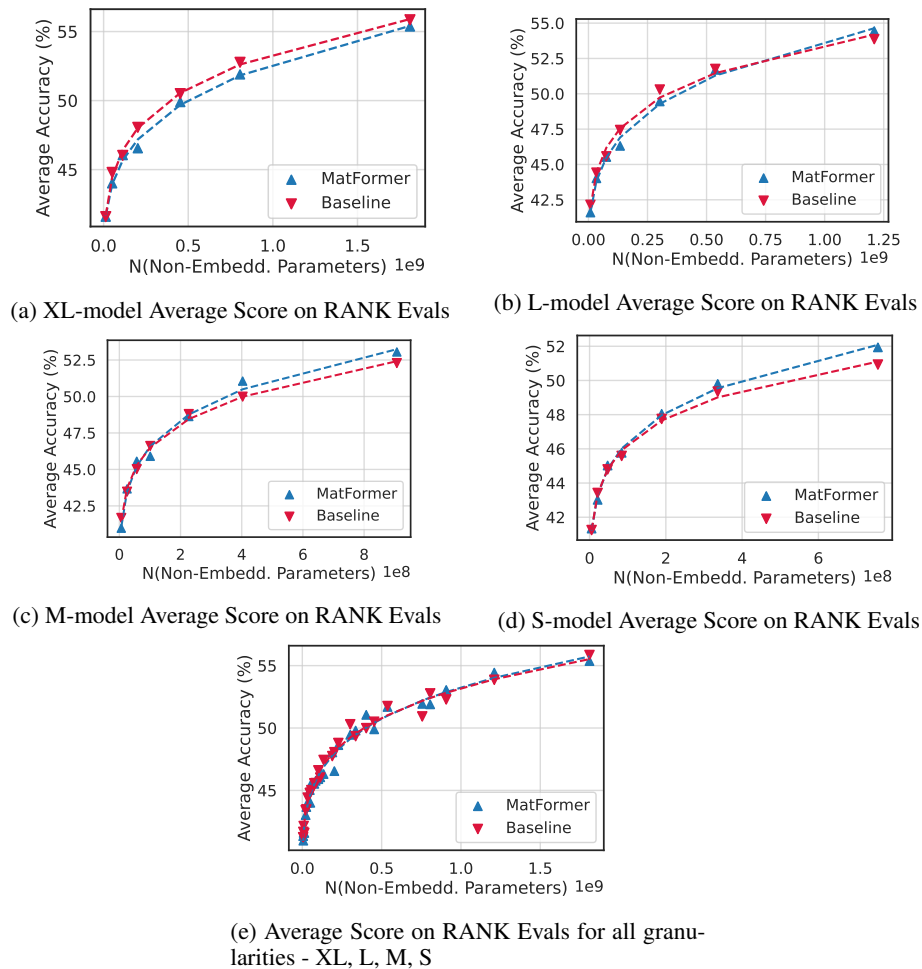 55
50
45
Average Accuracy (%)
MatFormer
Baseline
0.0 0.5 1.0 1.5
N(Non-Embedd. Parameters) 1e9
(a) XL-model Average Score on RANK Evals
55.0
52.5
50.0
47.5
45.0
42.5
Average Accuracy (%)
MatFormer
Baseline
0.00 0.25 0.50 0.75 1.00 1.25
N(Non-Embedd. Parameters) 1e9
(b) L-model Average Score on RANK Evals
52.5
50.0
47.5
45.0
42.5
Average Accuracy (%)
MatFormer
Baseline
0 2 4 6 8
N(Non-Embedd. Parameters) 1e8
(c) M-model Average Score on RANK Evals
52
50
48
46
44
42
Average Accuracy (%)
MatFormer
Baseline
0 2 4 6
N(Non-Embedd. Parameters) 1e8
(d) S-model Average Score on RANK Evals
55
50
45
Average Accuracy (%)
MatFormer
Baseline
0.0 0.5 1.0 1.5
N(Non-Embedd. Parameters) 1e9
(e) Average Score on RANK Evals for all granu-
larities - XL, L, M, S